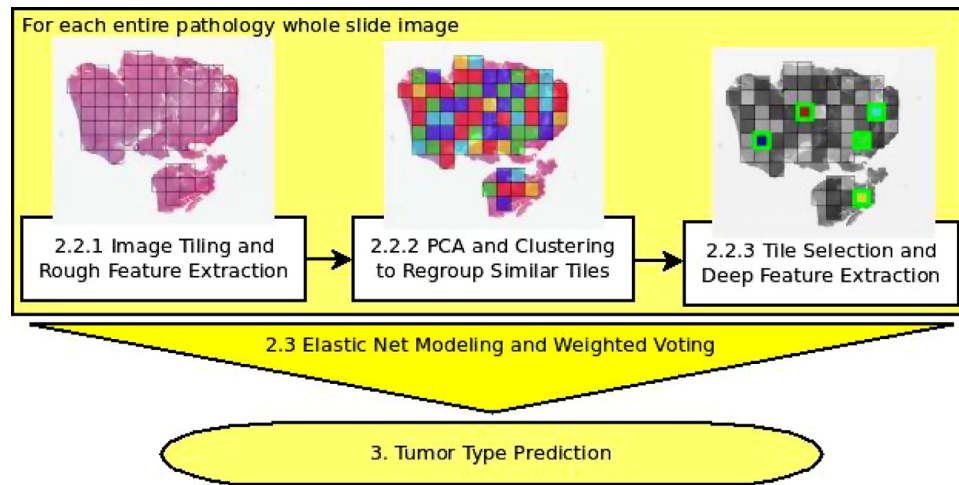 For each entire pathology whole slide image
2.2.1 Image Tiling and
Rough Feature Extraction
2.2.2 PCA and Clustering
to Regroup Similar Tiles
2.2.3 Tile Selection and
Deep Feature Extraction
2.3 Elastic Net Modeling and Weighted Voting
3. Tumor Type Prediction